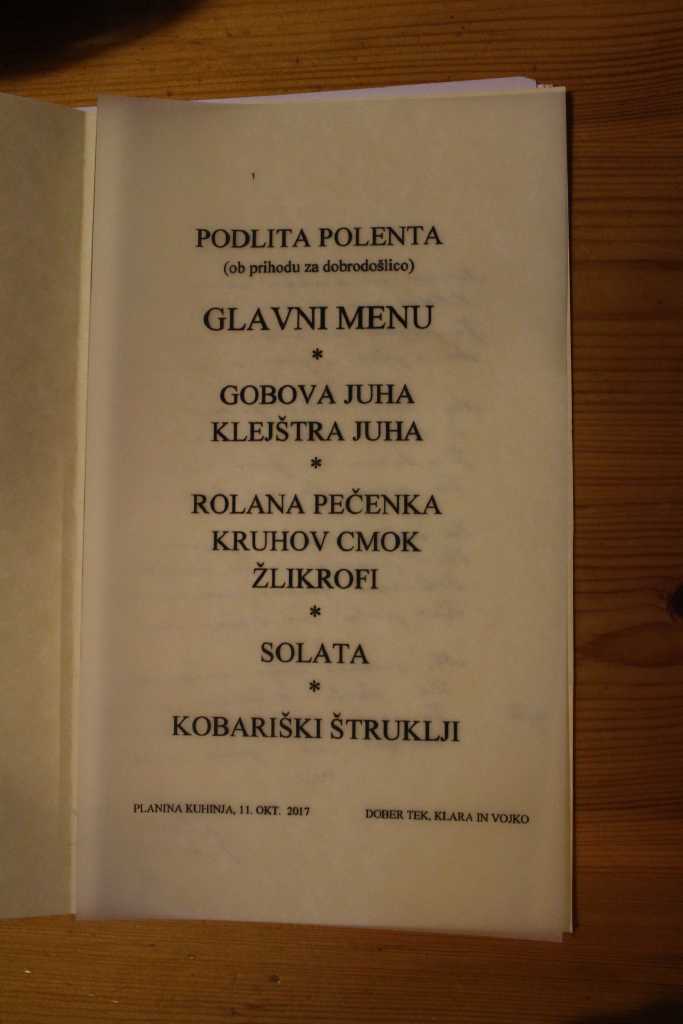 PODLITA POLENTA
(ob prihodu za dobrodošlico)
GLAVNI MENU
*
GOBOVA JUHA
KLEJŠTRA JUHA
*
ROLANA PEČENKA
KRUHOV CMOK
ŽLIKROFI
*
SOLATA
*
KOBARIŠKI ŠTRUKLJI
PLANINA KUHINJA, 11. OKT. 2017 DOBER TEK, KLARA IN VOJKO